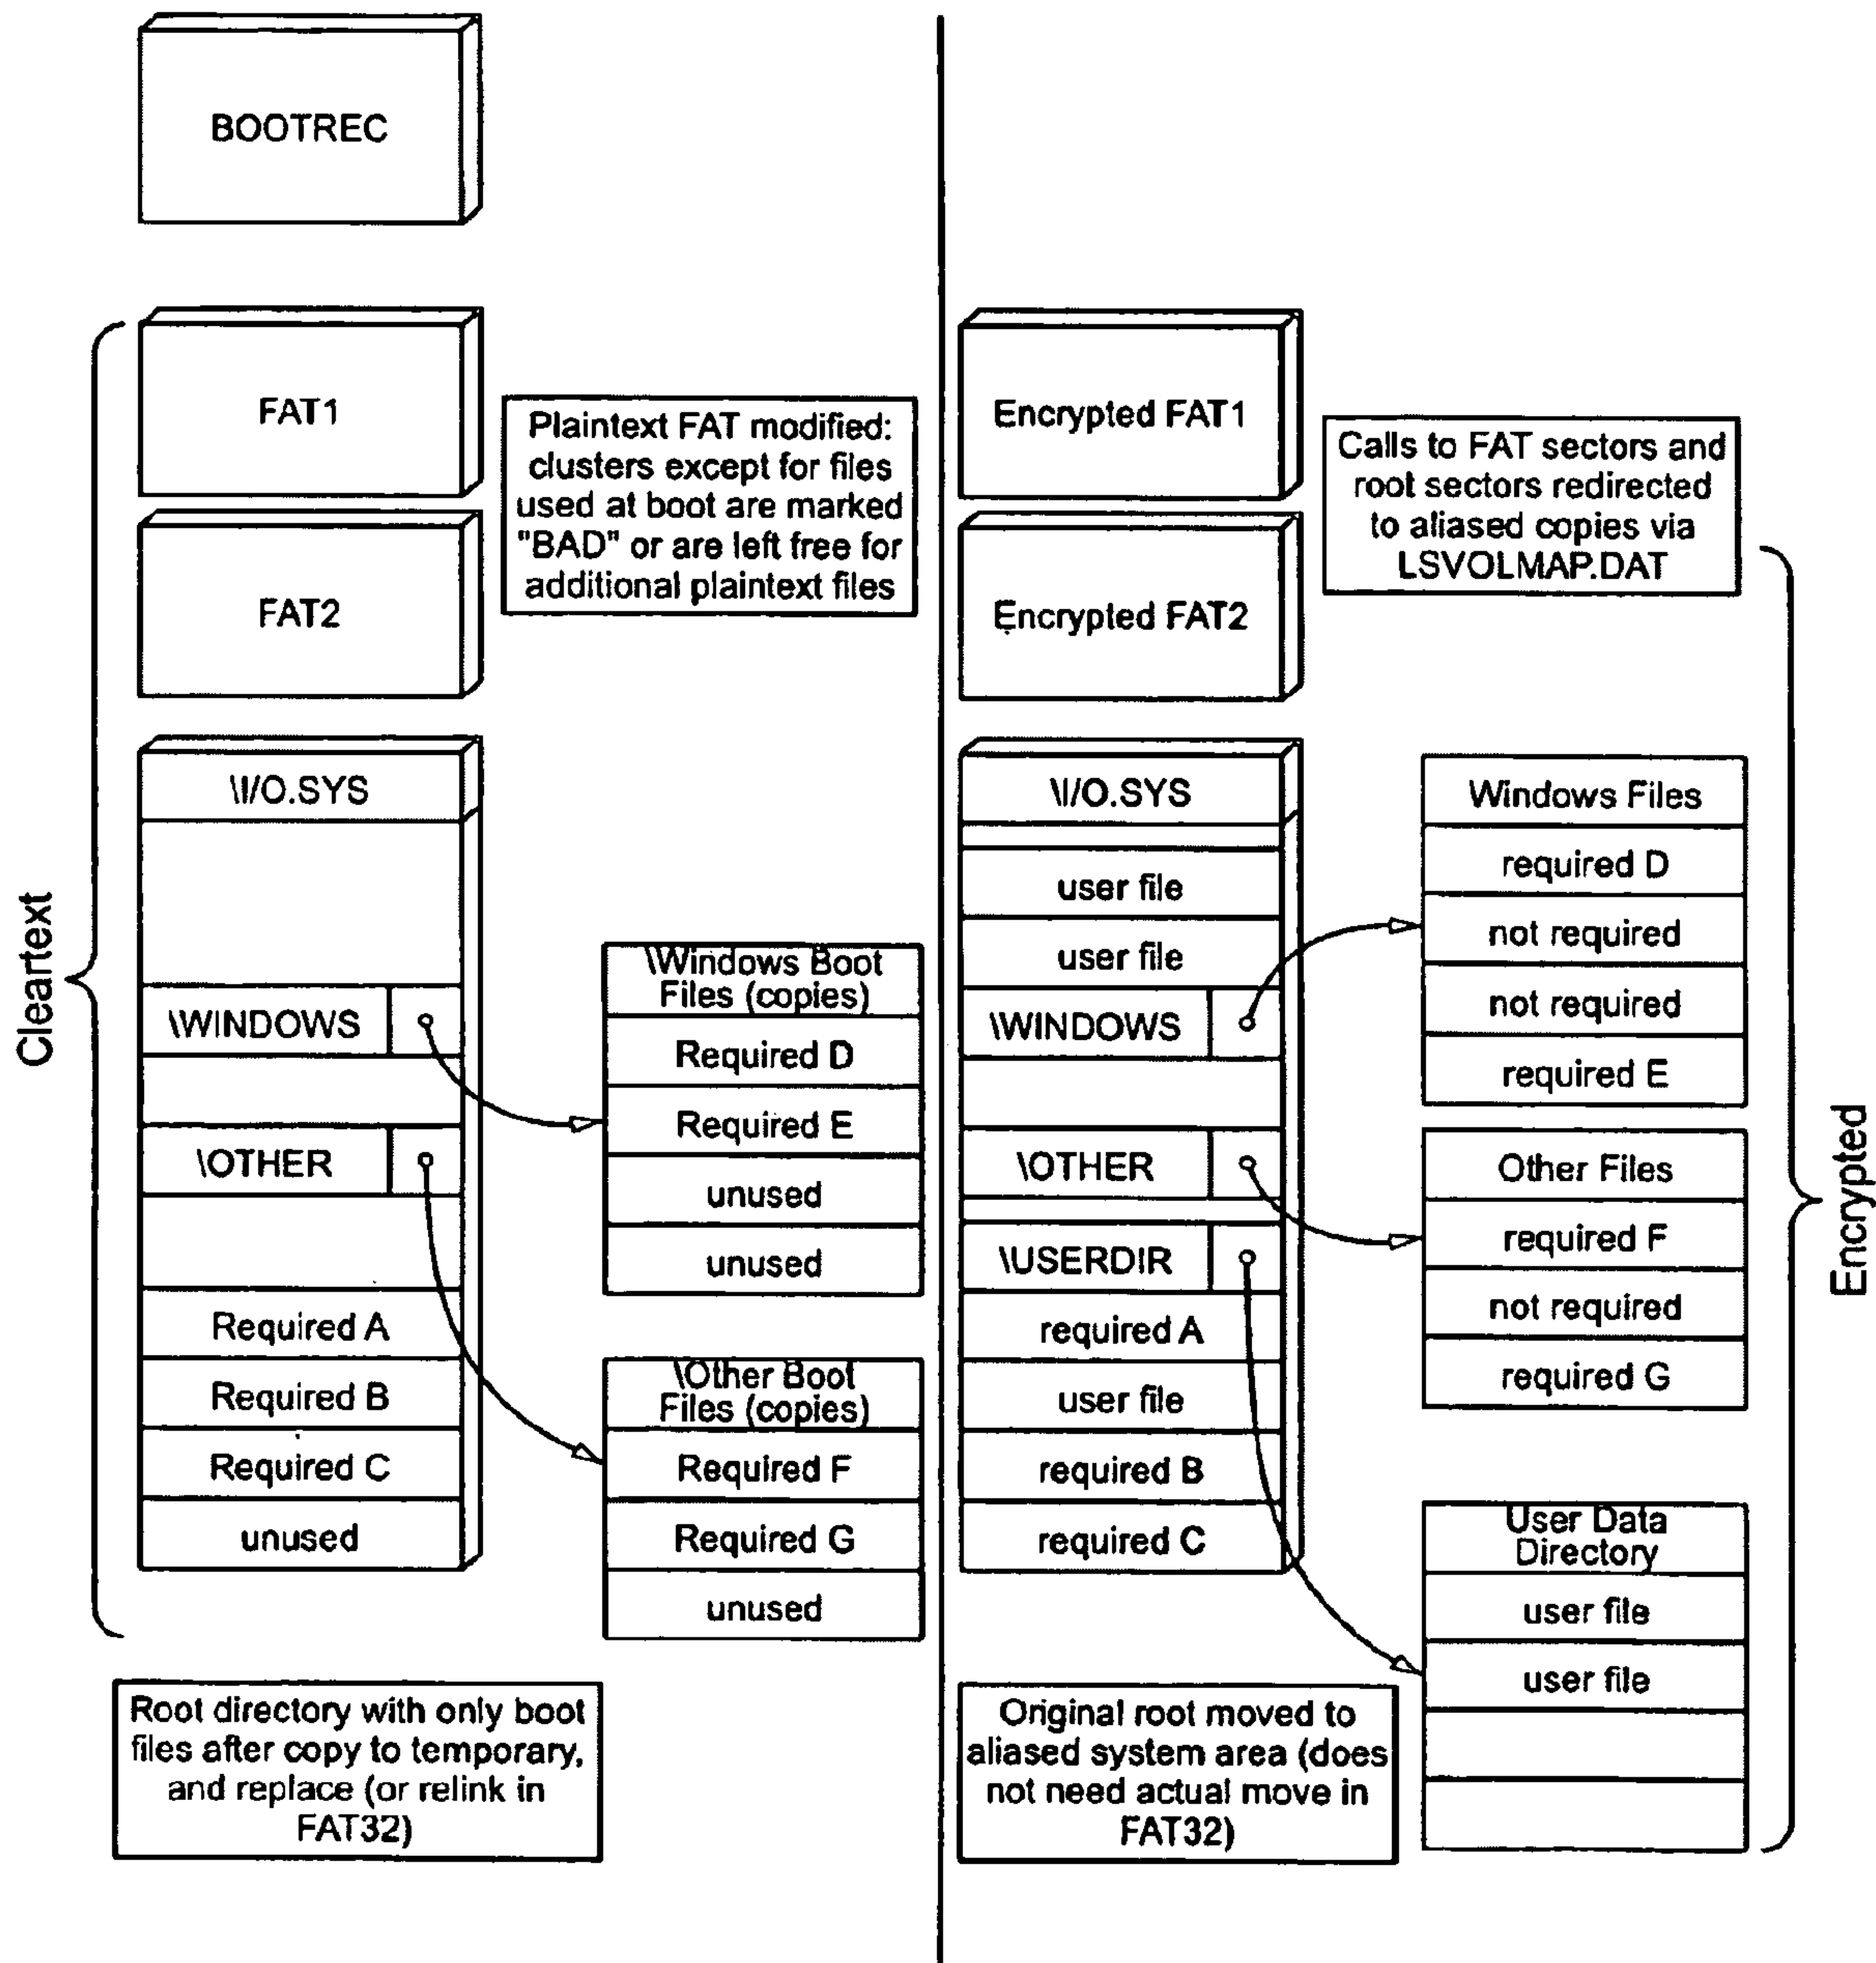 BOOTREC
Cleartext
FAT1
FAT2
Plaintext FAT modified:
clusters except for files
used at boot are marked
"BAD" or are left free for
additional plaintext files
\I/O.SYS
\WINDOWS
\OTHER
Required A
Required B
Required C
unused
\Windows Boot
Files (copies)
Required D
Required E
unused
unused
\Other Boot
Files (copies)
Required F
Required G
unused
Root directory with only boot
files after copy to temporary,
and replace (or relink in
FAT32)
Encrypted FAT1
Encrypted FAT2
Calls to FAT sectors and
root sectors redirected
to aliased copies via
LSVOLMAP.DAT
\I/O.SYS
user file
user file
\WINDOWS
\OTHER
\USERDIR
required A
user file
required B
required C
Windows Files
required D
not required
not required
required E
Other Files
required F
not required
required G
User Data
Directory
user file
user file
Original root moved to
aliased system area (does
not need actual move in
FAT32)
Encrypted